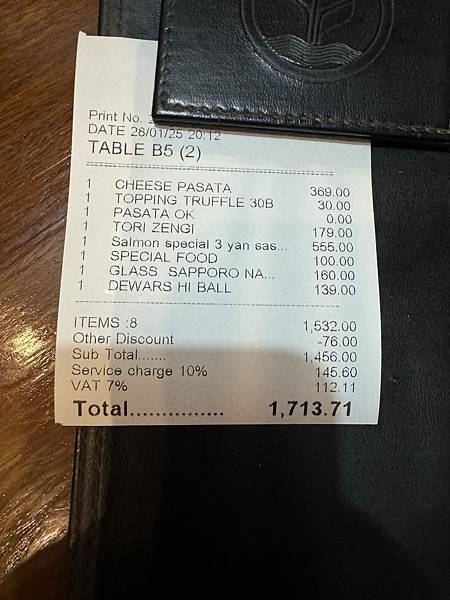 Print No.
DATE 28/01/25 20:12
TABLE B5 (2)
1 CHEESE PASATA 369.00
1 TOPPING TRUFFLE 30B 30.00
1 PASATA OK 0.00
1 TORI ZENGI 179.00
1 Salmon special 3 yan sas... 555.00
1 SPECIAL FOOD 100.00
1 GLASS SAPPORO NA... 160.00
1 DEWARS HI BALL 139.00
ITEMS :8 1,532.00
Other Discount -76.00
Sub Total....... 1,456.00
Service charge 10% 145.60
VAT 7% 112.11
Total............... 1,713.71